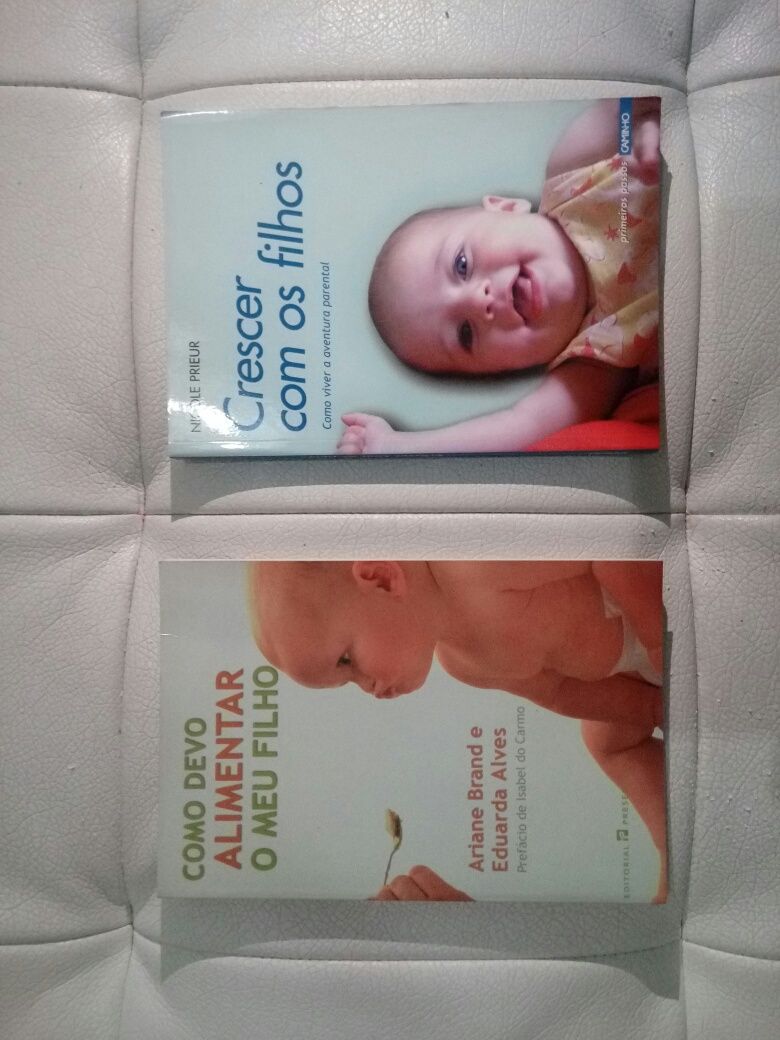 NICOLE PRIEUR
Crescer
com os filhos
Como viver a aventura parental
primeiros passos CAMINHO
COMO DEVO
ALIMENTAR
O MEU FILHO
Ariane Brand e
Eduarda Alves
Prefácio de Isabel do Carmo
EDITORIAL